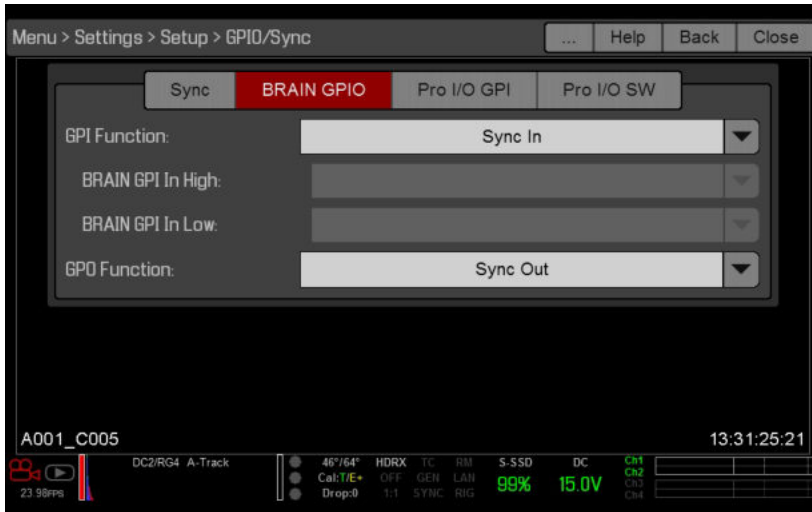 Menu > Settings > Setup > GPIO/Sync ... Help Back Close
Sync BRAIN GPIO Pro I/O GPI Pro I/O SW
GPI Function: Sync In
BRAIN GPI In High:
BRAIN GPI In Low:
GPO Function: Sync Out
A001_C005 13:31:25:21
DC2/RG4 A-Track 46°/64° HDRX TC RM S-SSD DC Ch1
Ch2
Cal:T/E+ OFF GEN LAN 99% 15.0V Ch3
23.98FPS Drop:0 1:1 SYNC RIG Ch4